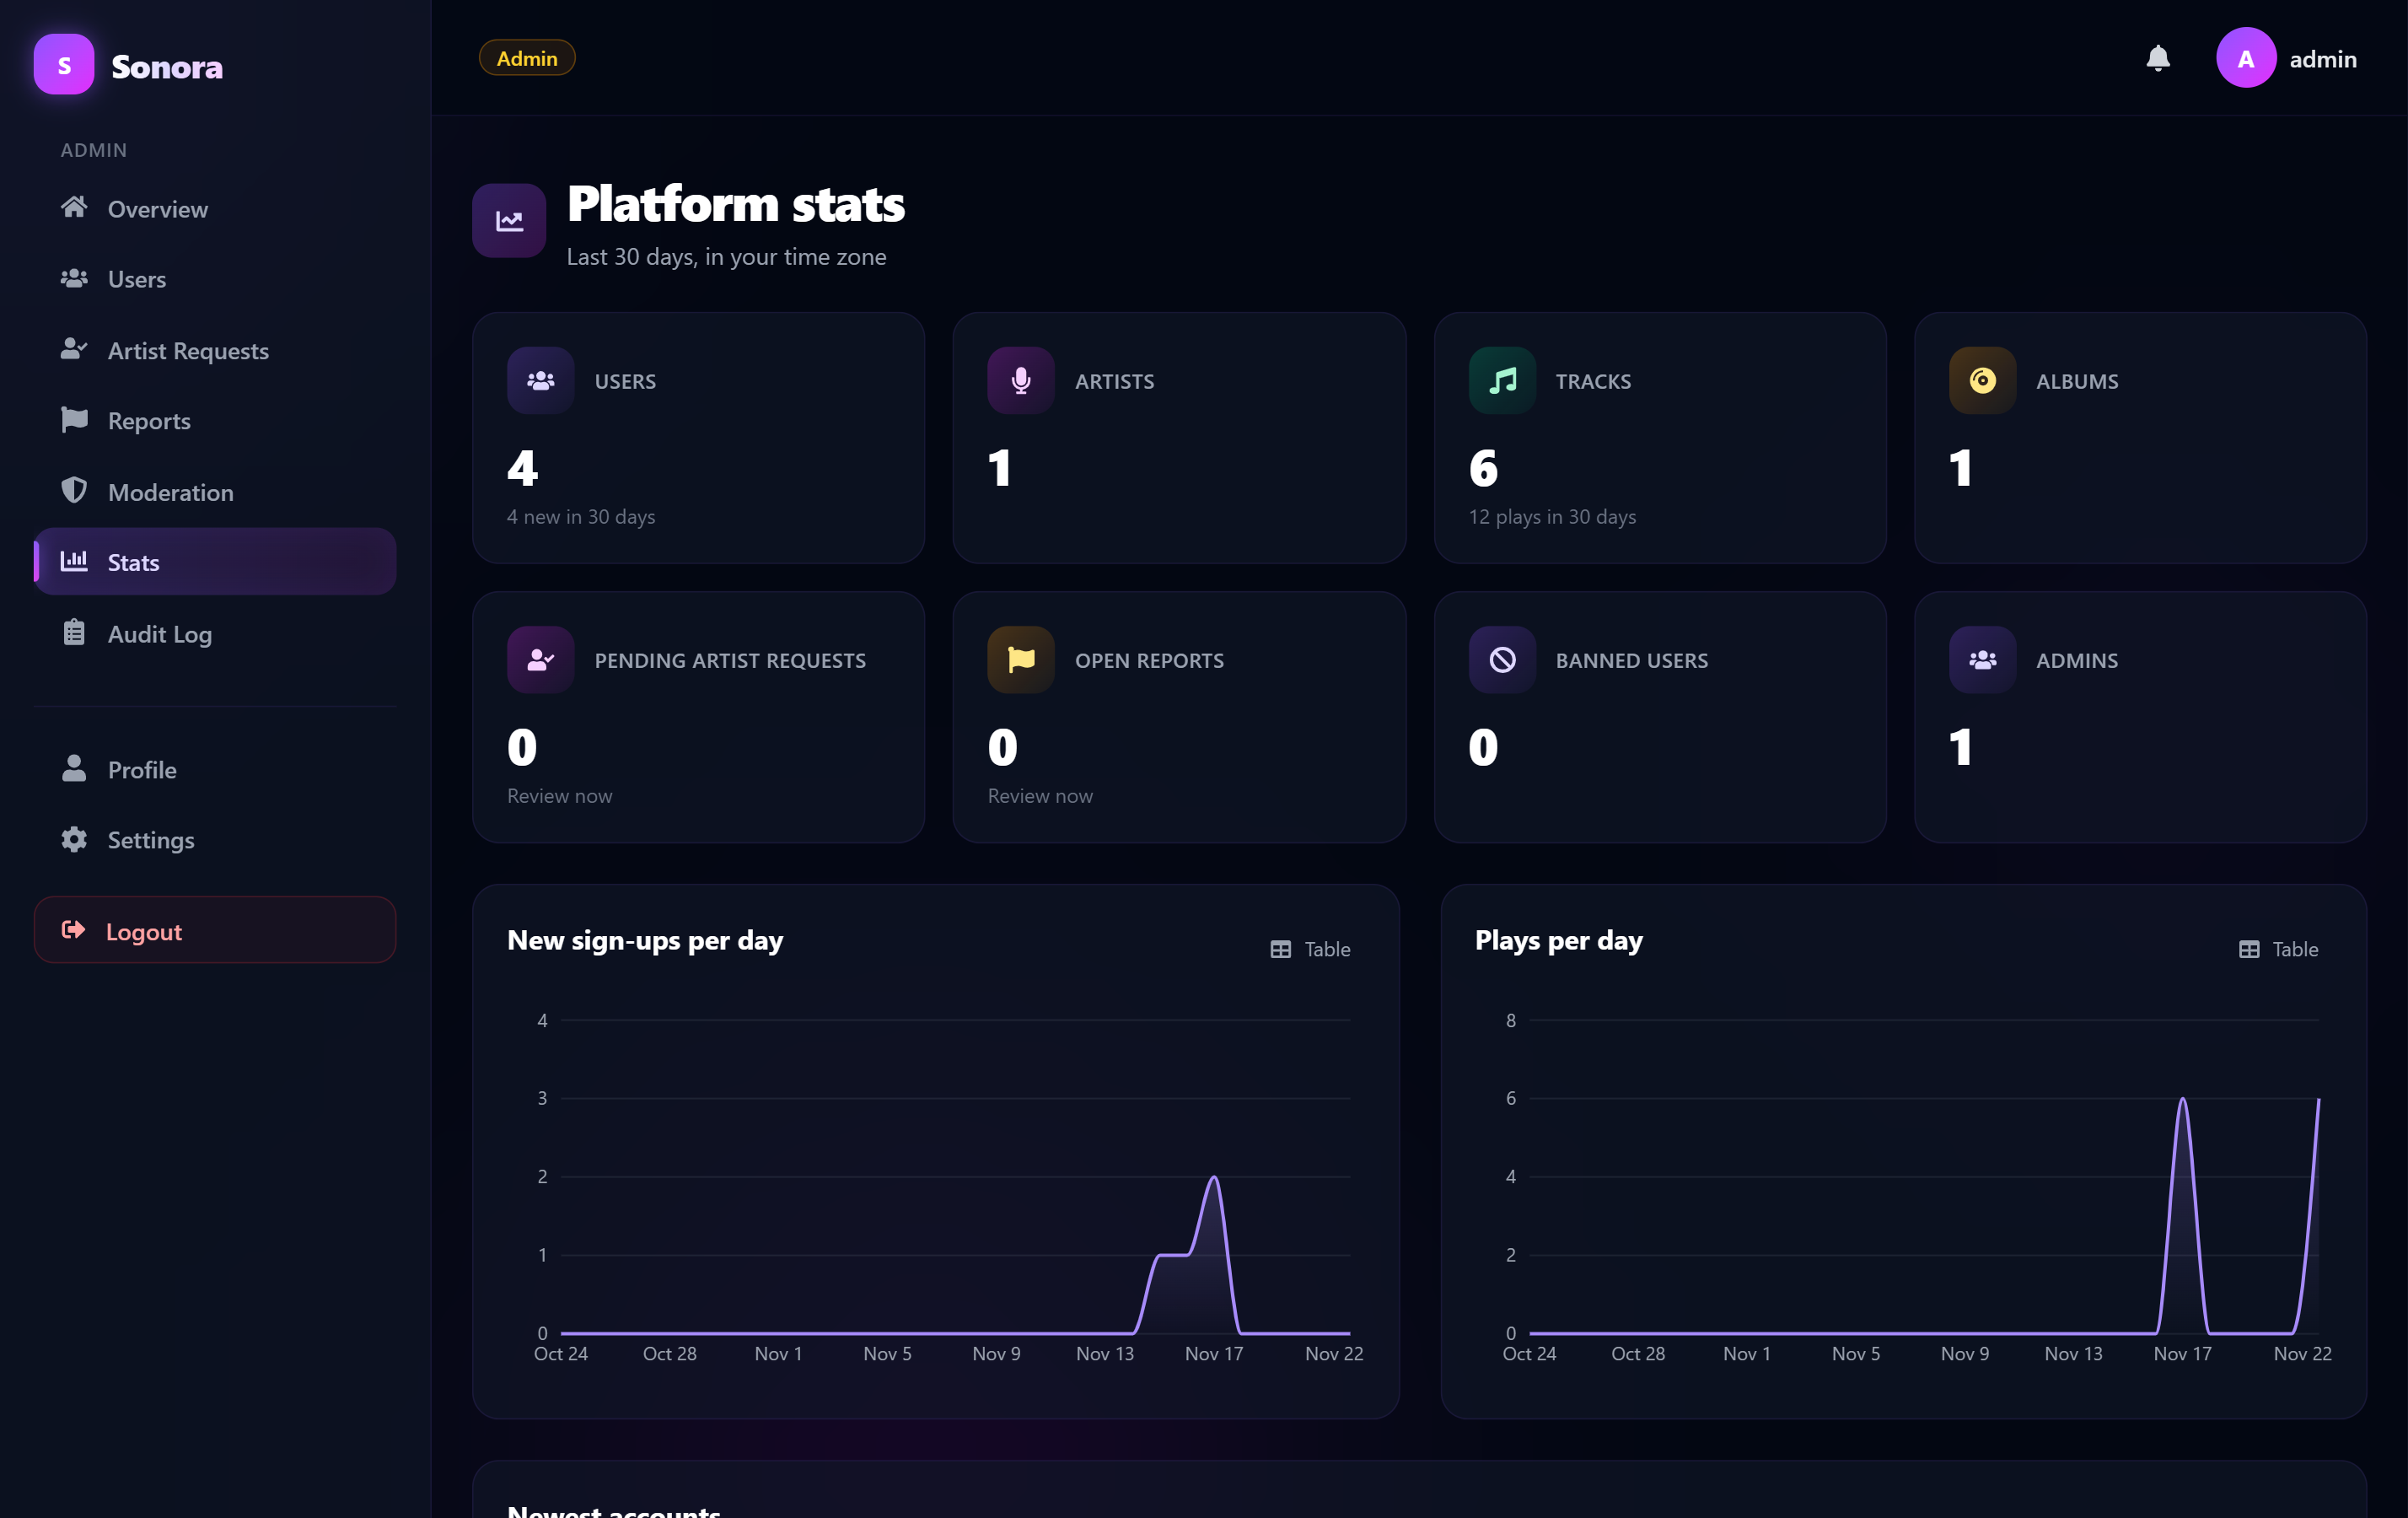 S Sonora
ADMIN
Overview
Users
Artist Requests
Reports
Moderation
Stats
Audit Log
Profile
Settings
Logout
Admin
A admin
Platform stats
Last 30 days, in your time zone
USERS
4
4 new in 30 days
ARTISTS
1
TRACKS
6
12 plays in 30 days
ALBUMS
1
PENDING ARTIST REQUESTS
0
Review now
OPEN REPORTS
0
Review now
BANNED USERS
0
ADMINS
1
New sign-ups per day
Table
4
3
2
1
0
Oct 24 Oct 28 Nov 1 Nov 5 Nov 9 Nov 13 Nov 17 Nov 22
Plays per day
Table
8
6
4
2
0
Oct 24 Oct 28 Nov 1 Nov 5 Nov 9 Nov 13 Nov 17 Nov 22
Newest accounts